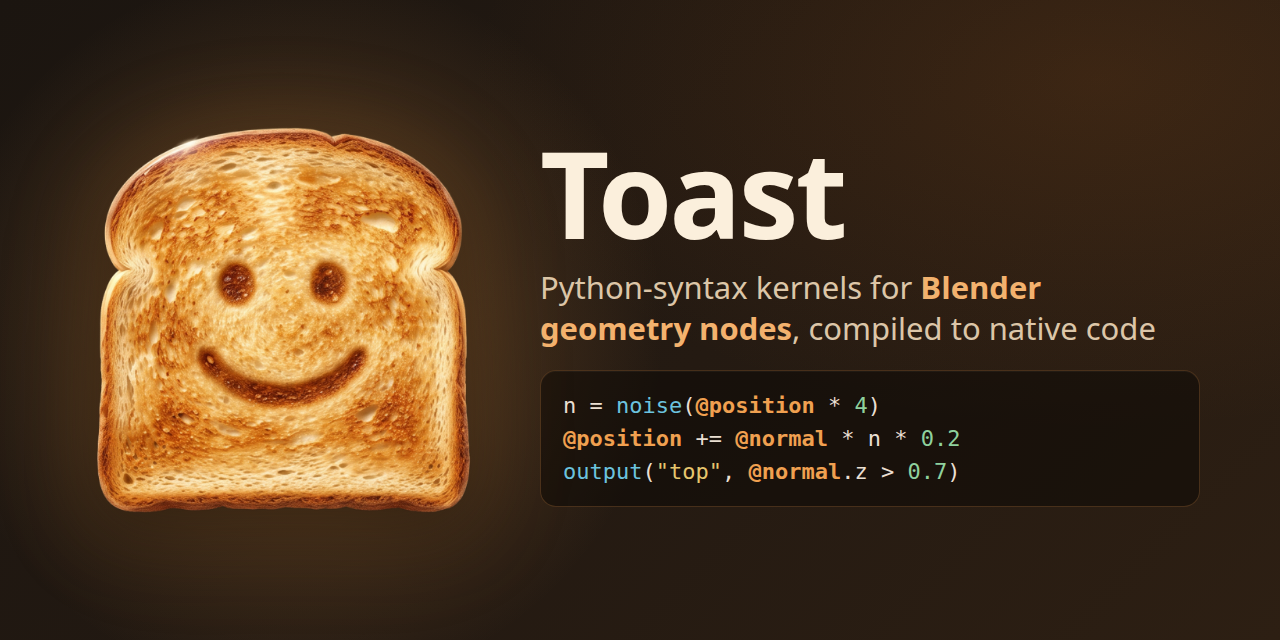 Toast
Python-syntax kernels for Blender
geometry nodes, compiled to native code
n = noise(@position * 4)
@position += @normal * n * 0.2
output("top", @normal.z > 0.7)